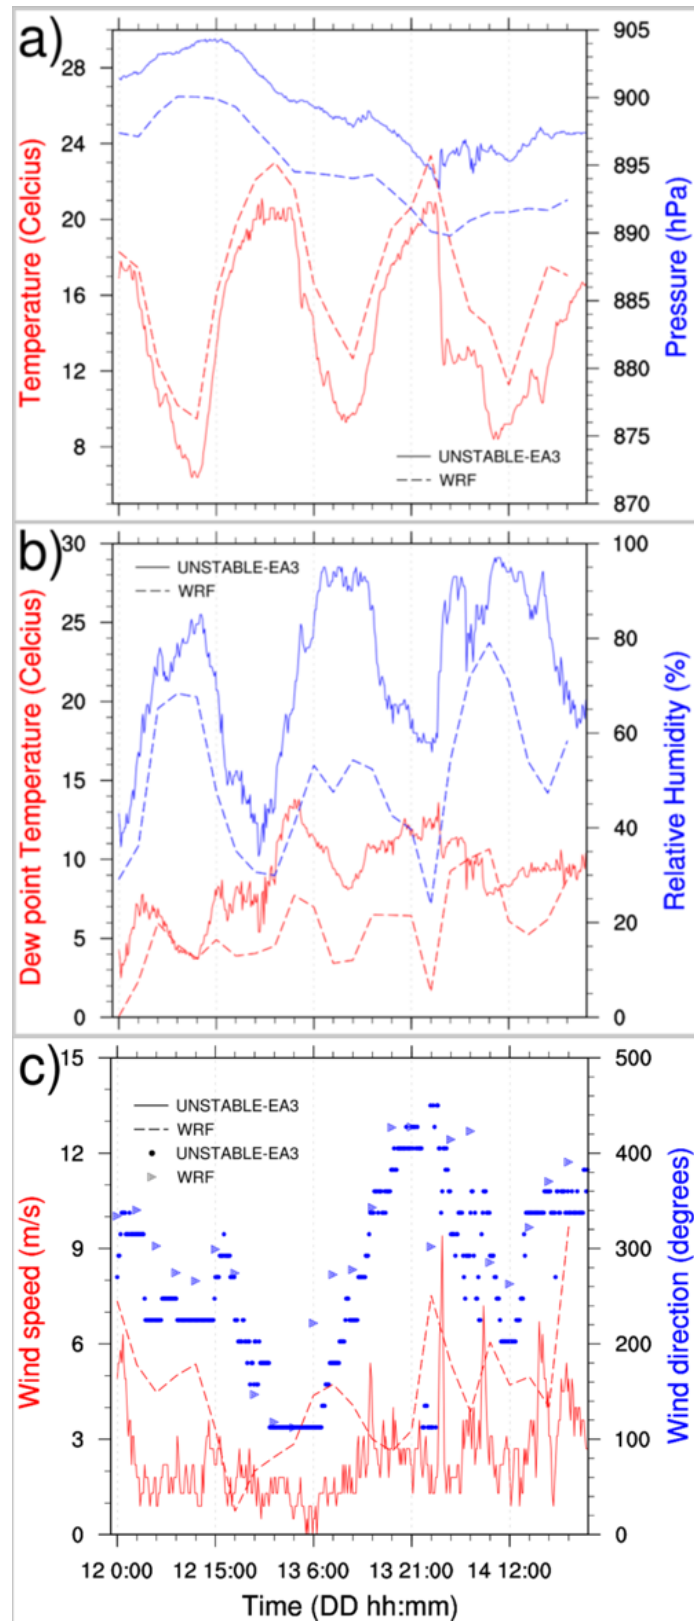 a)
28
24
20
16
12
8
Temperature (Celcius)
905
900
895
890
885
880
875
870
Pressure (hPa)
UNSTABLE-EA3
WRF
b)
30
25
20
15
10
5
0
Dew point Temperature (Celcius)
100
80
60
40
20
0
Relative Humidity (%)
UNSTABLE-EA3
WRF
c)
15
12
9
6
3
0
Wind speed (m/s)
500
400
300
200
100
0
Wind direction (degrees)
UNSTABLE-EA3
WRF
UNSTABLE-EA3
WRF
12 0:00 12 15:00 13 6:00 13 21:00 14 12:00
Time (DD hh:mm)